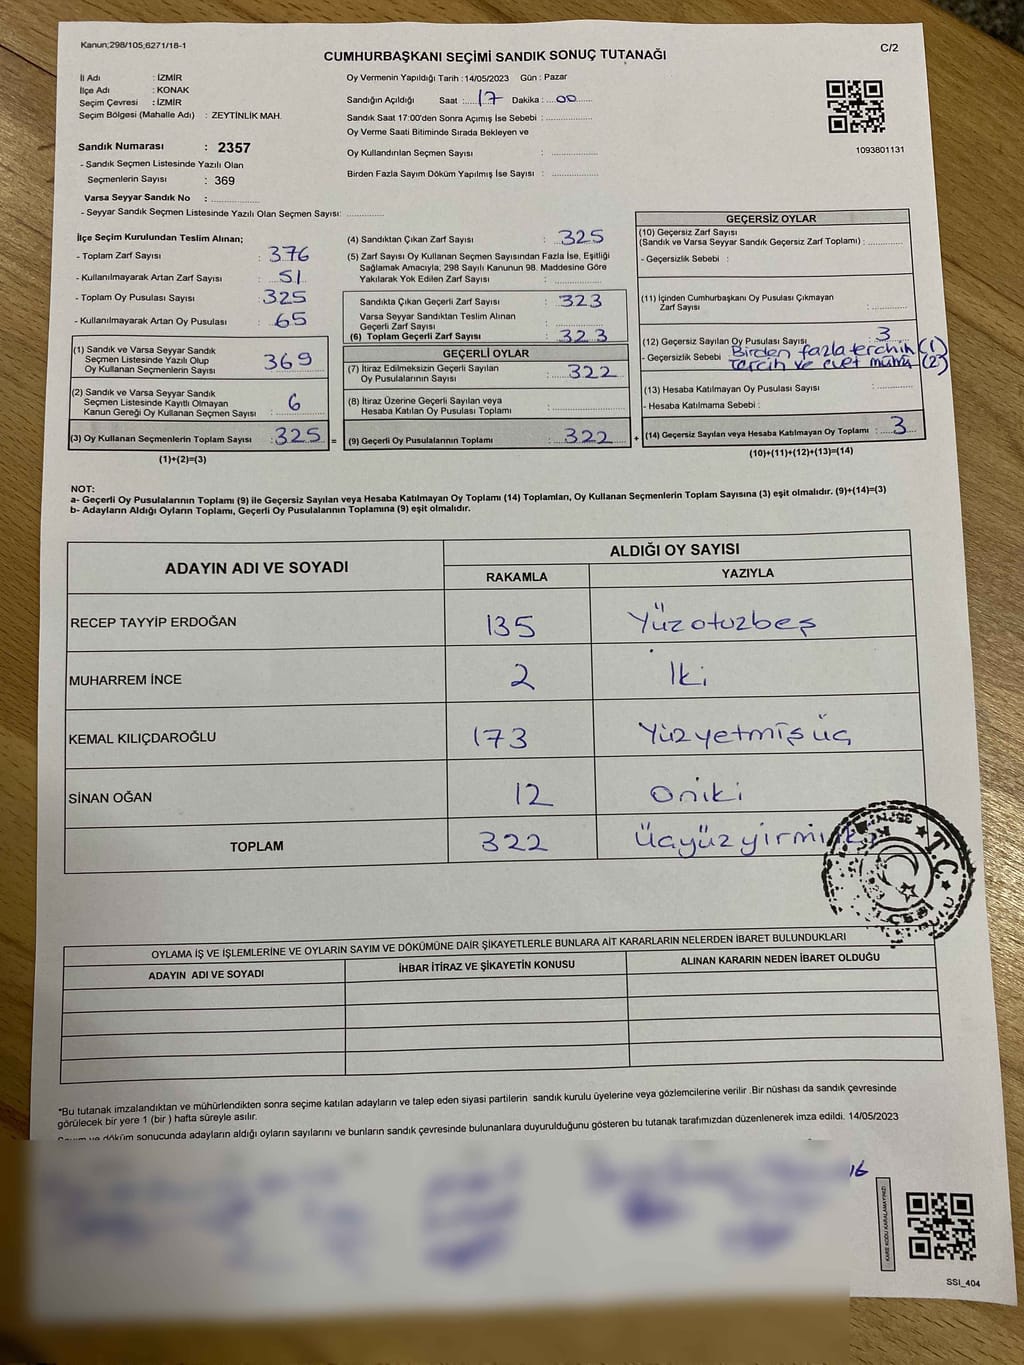 Kanun;298/105;6271/18-1
C/2
CUMHURBAŞKANI SEÇİMİ SANDIK SONUÇ TUTANAĞI
İl Adı : İZMİR
İlçe Adı : KONAK
Seçim Çevresi : İZMİR
Seçim Bölgesi (Mahalle Adı) : ZEYTİNLİK MAH.
Sandık Numarası : 2357
- Sandık Seçmen Listesinde Yazılı Olan
Seçmenlerin Sayısı : 369
Varsa Seyyar Sandık No :
- Seyyar Sandık Seçmen Listesinde Yazılı Olan Seçmen Sayısı:
Oy Vermenin Yapıldığı Tarih : 14/05/2023 Gün : Pazar
Sandığın Açıldığı Saat :17 Dakika : 00
Sandık Saat 17:00'den Sonra Açımış İse Sebebi :
Oy Verme Saati Bitiminde Sırada Bekleyen ve
Oy Kullandırılan Seçmen Sayısı :
Birden Fazla Sayım Döküm Yapılmış İse Sayısı :
1093801131
İlçe Seçim Kurulundan Teslim Alınan;
- Toplam Zarf Sayısı : 376
- Kullanılmayarak Artan Zarf Sayısı : 51
- Toplam Oy Pusulası Sayısı : 325
- Kullanılmayarak Artan Oy Pusulası : 65
(1) Sandık ve Varsa Seyyar Sandık
Seçmen Listesinde Yazılı Olup
Oy Kullanan Seçmenlerin Sayısı : 369
(2) Sandık ve Varsa Seyyar Sandık
Seçmen Listesinde Kayıtlı Olmayan
Kanun Gereği Oy Kullanan Seçmen Sayısı : 6
(3) Oy Kullanan Seçmenlerin Toplam Sayısı : 325 =
(1)+(2)=(3)
(4) Sandıktan Çıkan Zarf Sayısı : 325
(5) Zarf Sayısı Oy Kullanan Seçmen Sayısından Fazla İse, Eşitliği
Sağlamak Amacıyla, 298 Sayılı Kanunun 98. Maddesine Göre
Yakılarak Yok Edilen Zarf Sayısı :
Sandıkta Çıkan Geçerli Zarf Sayısı : 323
Varsa Seyyar Sandıktan Teslim Alınan
Geçerli Zarf Sayısı :
(6) Toplam Geçerli Zarf Sayısı : 323
GEÇERLİ OYLAR
(7) İtiraz Edilmeksizin Geçerli Sayılan
Oy Pusulalarının Sayısı : 322
(8) İtiraz Üzerine Geçerli Sayılan veya
Hesaba Katılan Oy Pusulası Toplamı :
(9) Geçerli Oy Pusulalarının Toplamı : 322 +
GEÇERSİZ OYLAR
(10) Geçersiz Zarf Sayısı
(Sandık ve Varsa Seyyar Sandık Geçersiz Zarf Toplamı) :
- Geçersizlik Sebebi :
(11) İçinden Cumhurbaşkanı Oy Pusulası Çıkmayan
Zarf Sayısı :
(12) Geçersiz Sayılan Oy Pusulası Sayısı : 3
- Geçersizlik Sebebi Birden fazla tercihin (1)
Tercih ve evet mührü (2)
(13) Hesaba Katılmayan Oy Pusulası Sayısı :
- Hesaba Katılmama Sebebi :
(14) Geçersiz Sayılan veya Hesaba Katılmayan Oy Toplamı : 3
(10)+(11)+(12)+(13)=(14)
NOT:
a- Geçerli Oy Pusulalarının Toplamı (9) ile Geçersiz Sayılan veya Hesaba Katılmayan Oy Toplamı (14) Toplamları, Oy Kullanan Seçmenlerin Toplam Sayısına (3) eşit olmalıdır. (9)+(14)=(3)
b- Adayların Aldığı Oyların Toplamı, Geçerli Oy Pusulalarının Toplamına (9) eşit olmalıdır.
ADAYIN ADI VE SOYADI
ALDIĞI OY SAYISI
RAKAMLA YAZIYLA
RECEP TAYYİP ERDOĞAN 135 Yüzotuzbeş
MUHARREM İNCE 2 İki
KEMAL KILIÇDAROĞLU 173 Yüzyetmişüç
SİNAN OĞAN 12 Oniki
TOPLAM 322 Üçyüzyirmi
T.C.
OYLAMA İŞ VE İŞLEMLERİNE VE OYLARIN SAYIM VE DÖKÜMÜNE DAİR ŞİKAYETLERLE BUNLARA AİT KARARLARIN NELERDEN İBARET BULUNDUKLARI
ADAYIN ADI VE SOYADI İHBAR İTİRAZ VE ŞİKAYETİN KONUSU ALINAN KARARIN NEDEN İBARET OLDUĞU
*Bu tutanak imzalandıktan ve mühürlendikten sonra seçime katılan adayların ve talep eden siyasi partilerin sandık kurulu üyelerine veya gözlemcilerine verilir .Bir nüshası da sandık çevresinde
görülecek bir yere 1 (bir ) hafta süreyle asılır.
Sayım ve döküm sonucunda adayların aldığı oyların sayılarını ve bunların sandık çevresinde bulunanlara duyurulduğunu gösteren bu tutanak tarafımızdan düzenlenerek imza edildi. 14/05/2023
16
KARE KODU KARALAMAYINIZ!
SSI_404